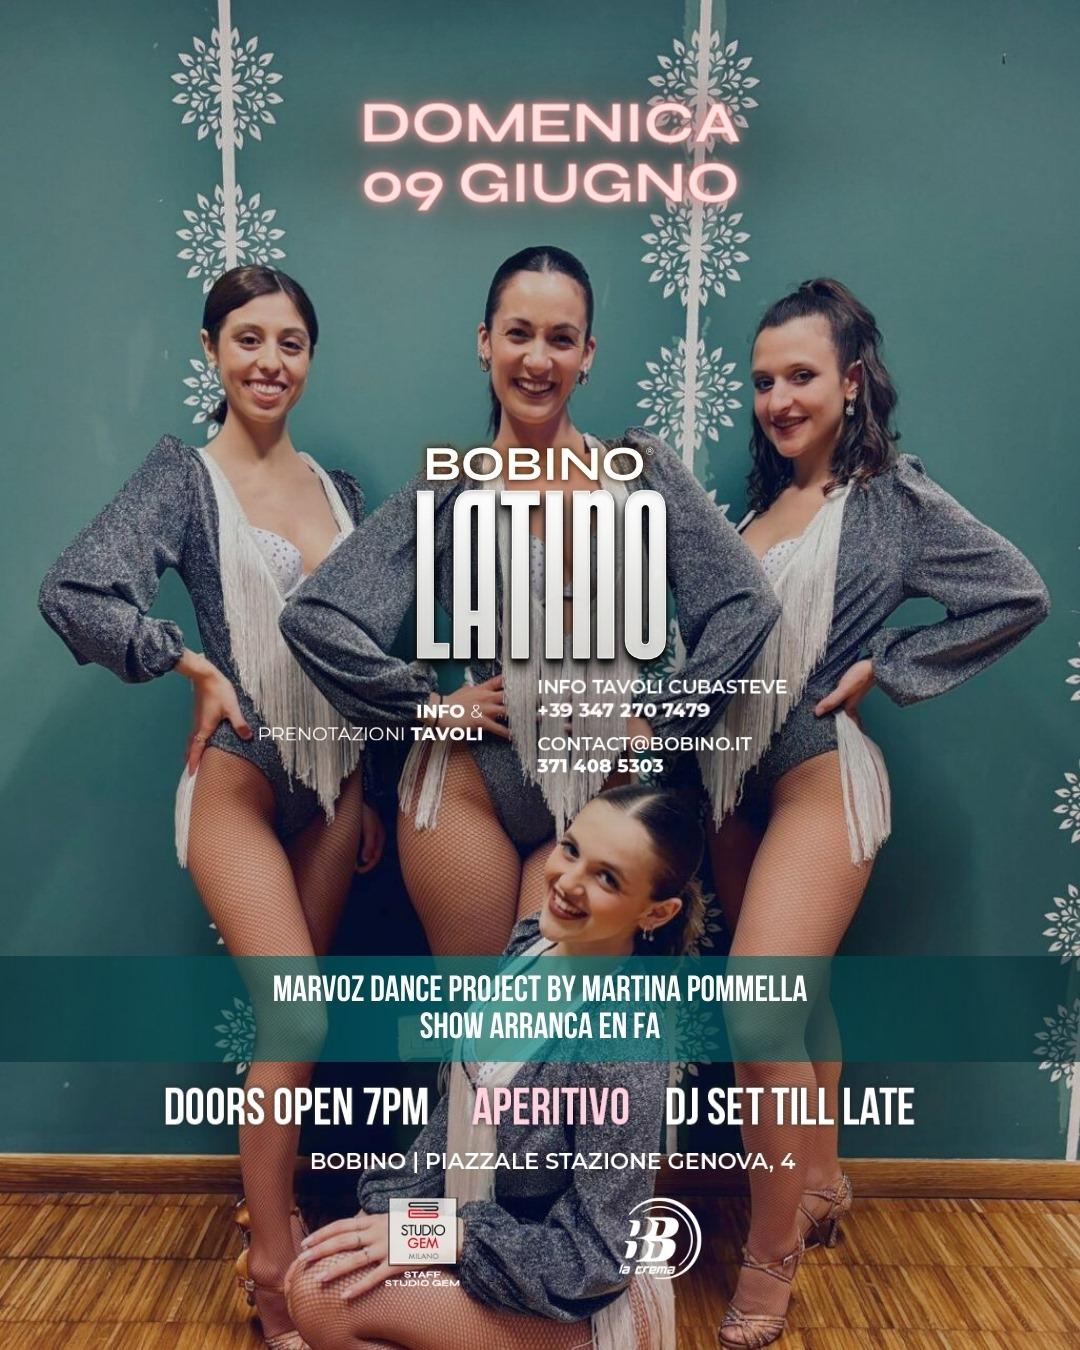 DOMENICA
09 GIUGNO
BOBINO®
LATINO
INFO &
PRENOTAZIONI TAVOLI
INFO TAVOLI CUBASTEVE
+39 347 270 7479
CONTACT@BOBINO.IT
371 408 5303
MARVOZ DANCE PROJECT BY MARTINA POMMELLA
SHOW ARRANCA EN FA
DOORS OPEN 7PM APERITIVO DJ SET TILL LATE
BOBINO | PIAZZALE STAZIONE GENOVA, 4
STUDIO
GEM
MILANO
STAFF
STUDIO GEM
BB
la crema